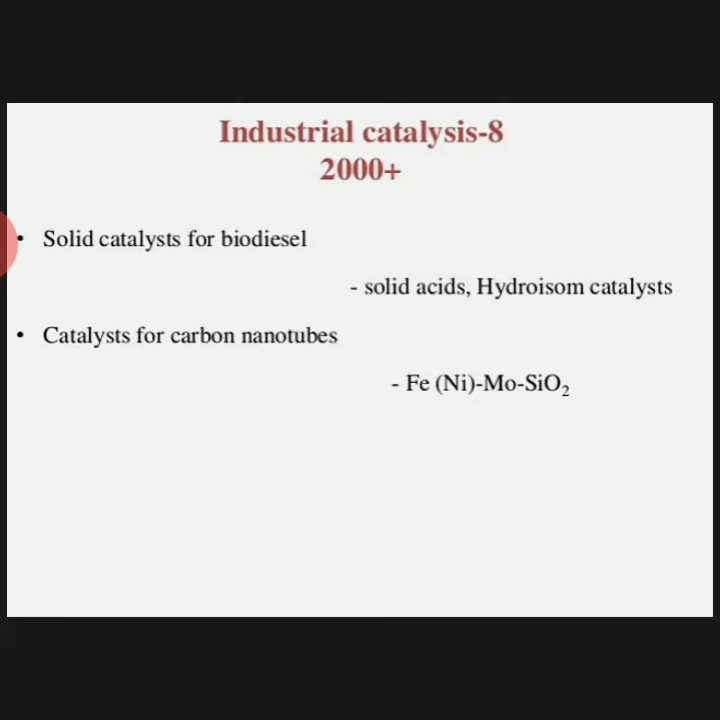 Industrial catalysis-8
2000+
• Solid catalysts for biodiesel
- solid acids, Hydroisom catalysts
• Catalysts for carbon nanotubes
- Fe (Ni)-Mo-SiO₂